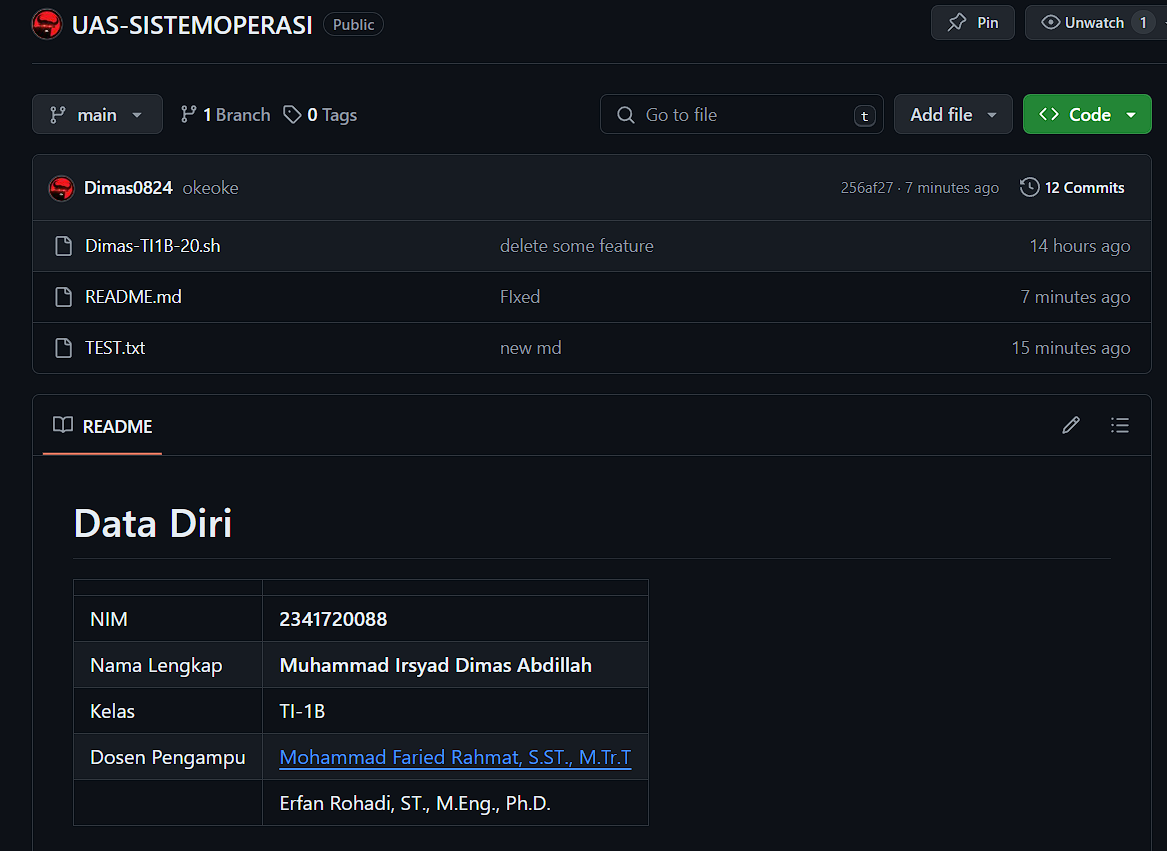 UAS-SISTEMOPERASI Public Pin Unwatch 1
main 1 Branch 0 Tags Go to file t Add file Code
Dimas0824 okeoke 256af27 · 7 minutes ago 12 Commits
Dimas-TI1B-20.sh delete some feature 14 hours ago
README.md FIxed 7 minutes ago
TEST.txt new md 15 minutes ago
README
Data Diri
NIM 2341720088
Nama Lengkap Muhammad Irsyad Dimas Abdillah
Kelas TI-1B
Dosen Pengampu Mohammad Faried Rahmat, S.ST., M.Tr.T
Erfan Rohadi, ST., M.Eng., Ph.D.